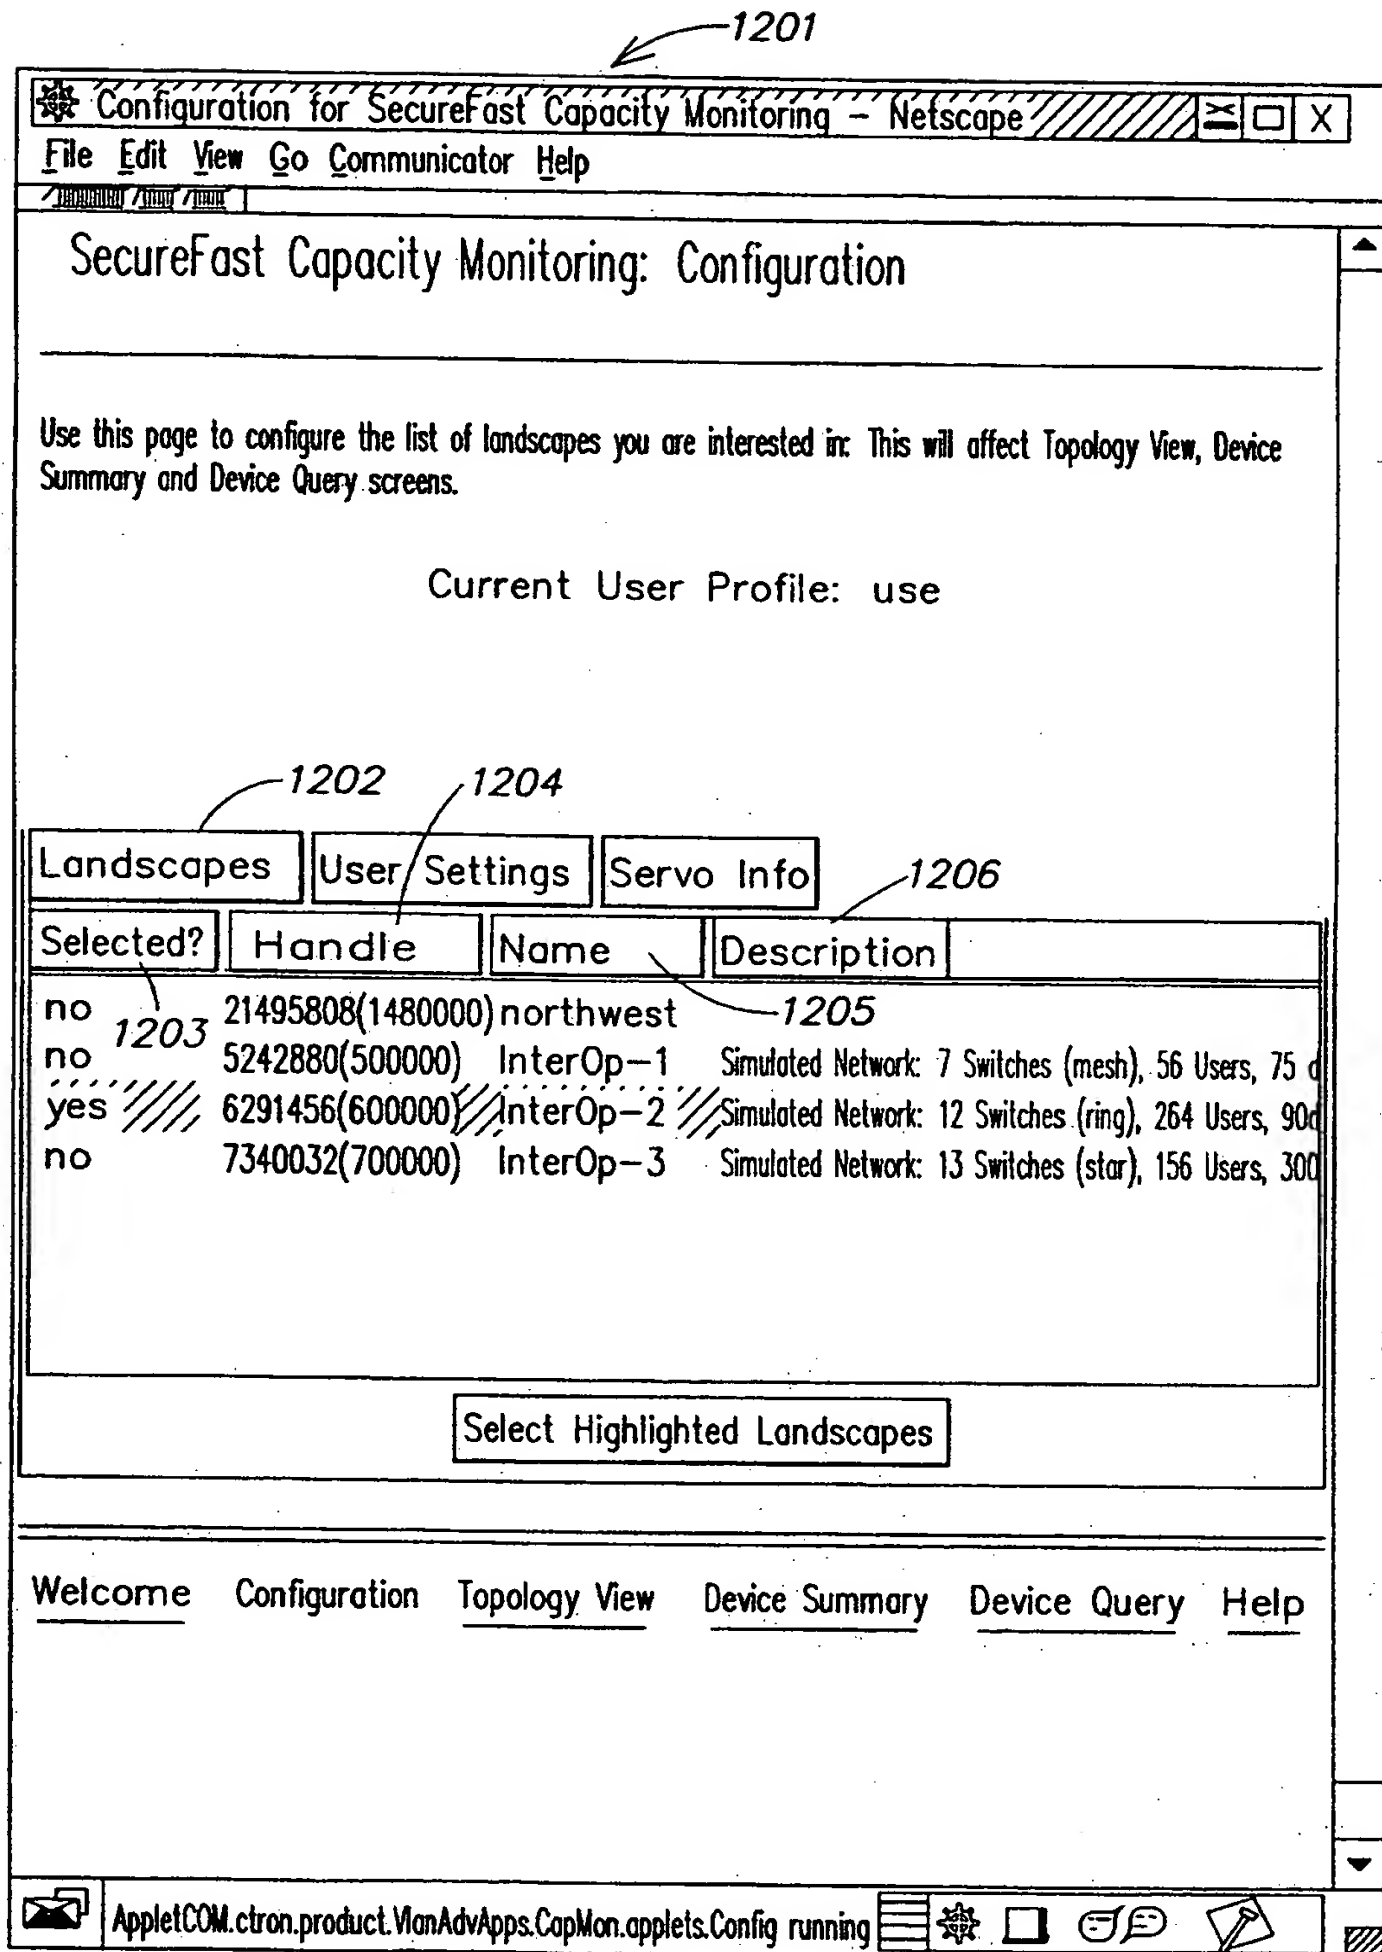 1201
Configuration for SecureFast Capacity Monitoring – Netscape X
File Edit View Go Communicator Help
SecureFast Capacity Monitoring: Configuration
Use this page to configure the list of landscapes you are interested in: This will affect Topology View, Device
Summary and Device Query screens.
Current User Profile: use
1202 1204
Landscapes User Settings Servo Info 1206
Selected? Handle Name Description
no 21495808(1480000) northwest 1205
1203
no 5242880(500000) InterOp–1 Simulated Network: 7 Switches (mesh), 56 Users, 75 d
yes 6291456(600000) InterOp–2 Simulated Network: 12 Switches (ring), 264 Users, 90d
no 7340032(700000) InterOp–3 Simulated Network: 13 Switches (star), 156 Users, 300
Select Highlighted Landscapes
Welcome Configuration Topology View Device Summary Device Query Help
AppletCOM.ctron.product.VlanAdvApps.CapMon.applets.Config running